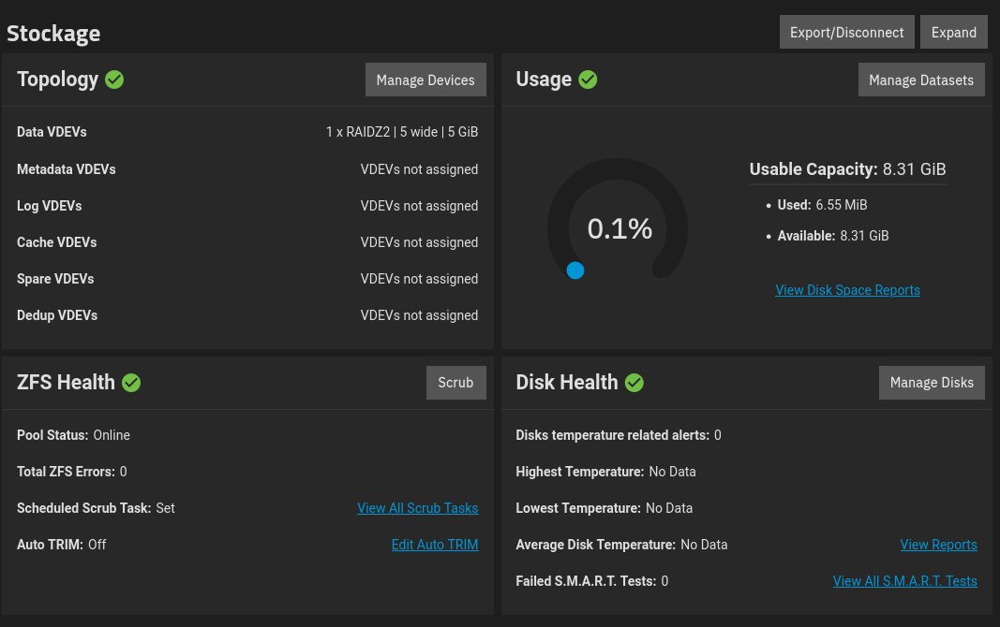 Stockage
Export/Disconnect
Expand
Topology
Manage Devices
Data VDEVs 1 x RAIDZ2 | 5 wide | 5 GiB
Metadata VDEVs VDEVs not assigned
Log VDEVs VDEVs not assigned
Cache VDEVs VDEVs not assigned
Spare VDEVs VDEVs not assigned
Dedup VDEVs VDEVs not assigned
Usage
Manage Datasets
0.1%
Usable Capacity: 8.31 GiB
• Used: 6.55 MiB
• Available: 8.31 GiB
View Disk Space Reports
ZFS Health
Scrub
Pool Status: Online
Total ZFS Errors: 0
Scheduled Scrub Task: Set View All Scrub Tasks
Auto TRIM: Off Edit Auto TRIM
Disk Health
Manage Disks
Disks temperature related alerts: 0
Highest Temperature: No Data
Lowest Temperature: No Data
Average Disk Temperature: No Data View Reports
Failed S.M.A.R.T. Tests: 0 View All S.M.A.R.T. Tests